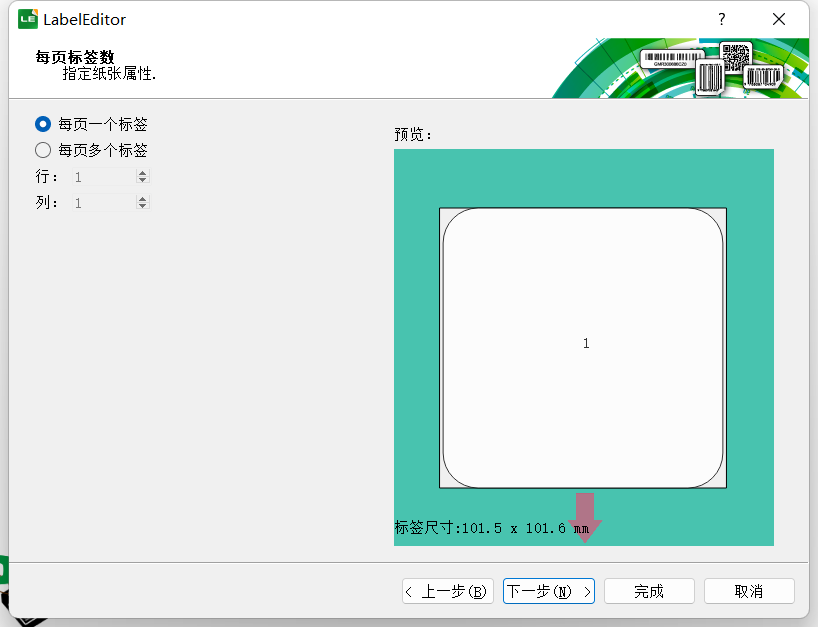 LabelEditor
?
每页标签数
指定纸张属性.
每页一个标签
每页多个标签
行: 1
列: 1
预览:
1
标签尺寸:101.5 x 101.6 mm
< 上一步(B)
下一步(N) >
完成
取消